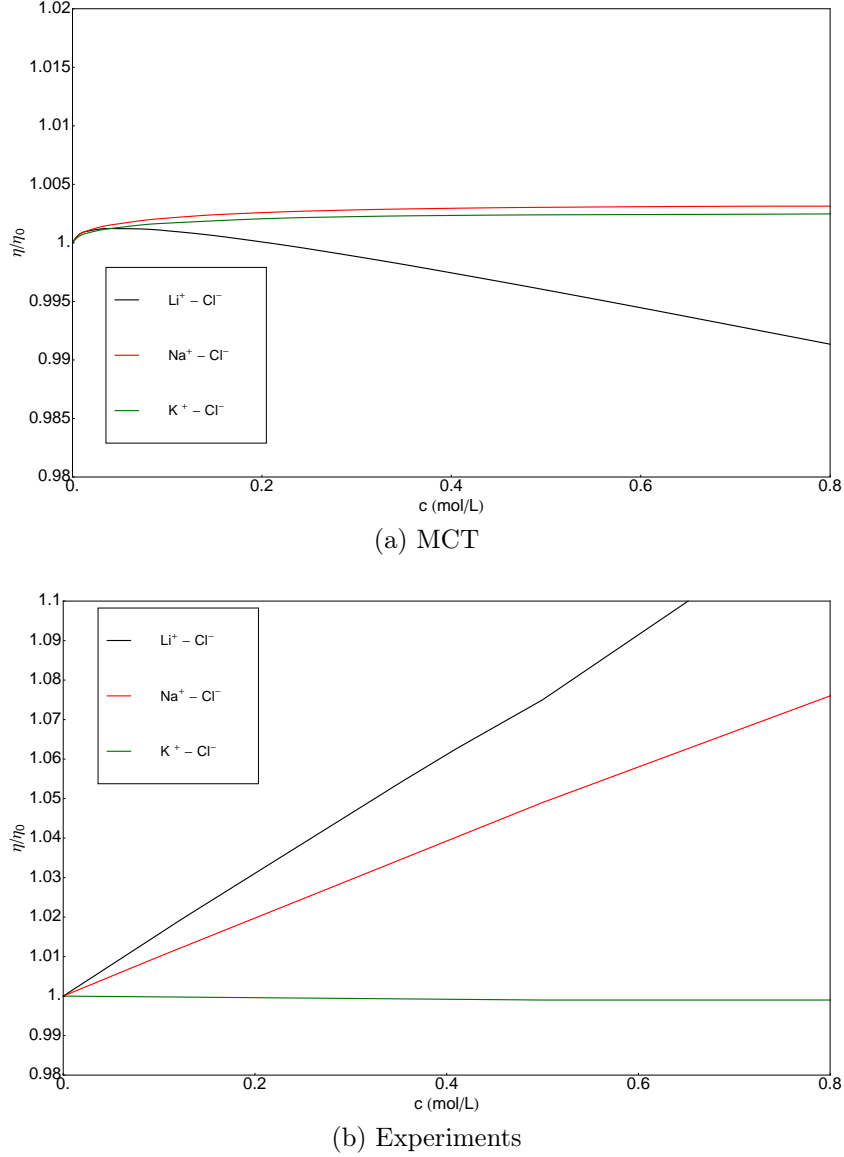 1.02
1.015
1.01
1.005
1.
0.995
0.99
0.985
0.98
η/η₀
Li⁺ – Cl⁻
Na⁺ – Cl⁻
K⁺ – Cl⁻
0. 0.2 0.4 0.6 0.8
c (mol/L)
(a) MCT
1.1
1.09
1.08
1.07
1.06
1.05
1.04
1.03
1.02
1.01
1.
0.99
0.98
η/η₀
Li⁺ – Cl⁻
Na⁺ – Cl⁻
K⁺ – Cl⁻
0. 0.2 0.4 0.6 0.8
c (mol/L)
(b) Experiments